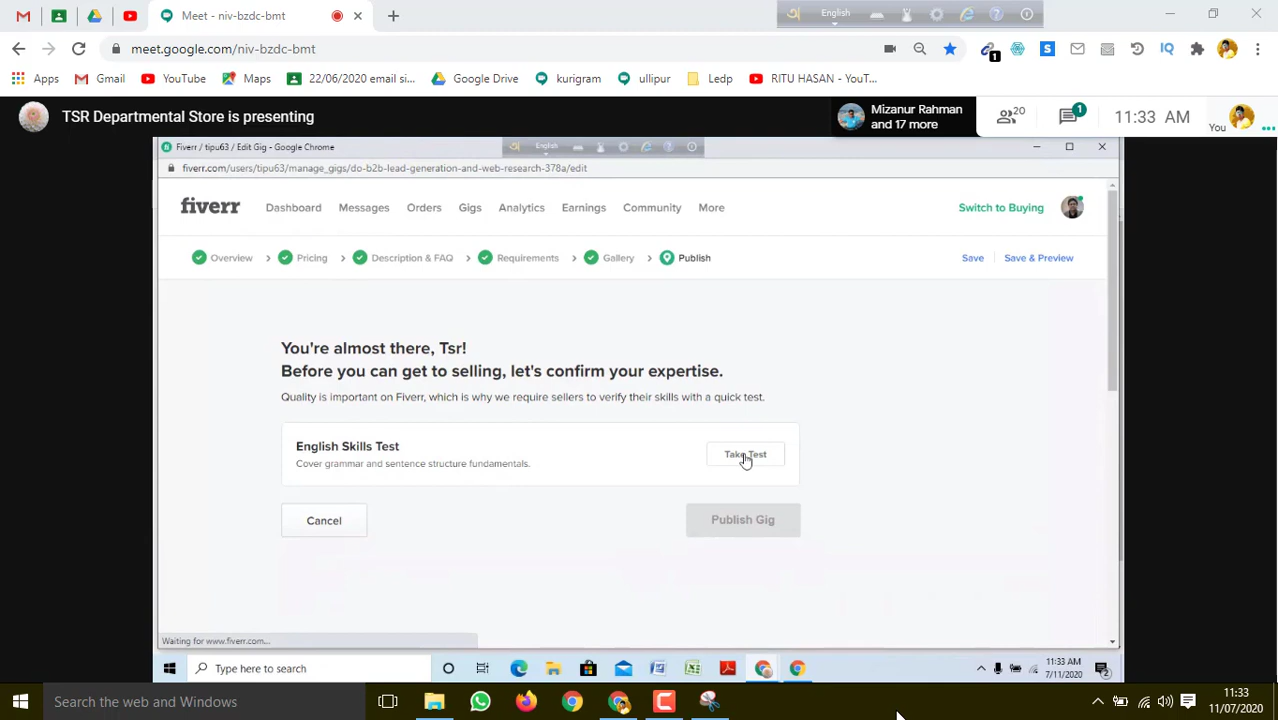 Meet - niv-bzdc-bmt
English
meet.google.com/niv-bzdc-bmt
S
1
IQ
Apps
Gmail
YouTube
Maps
22/06/2020 email si...
Google Drive
kurigram
ullipur
Ledp
RITU HASAN - YouT...
TSR Departmental Store is presenting
Mizanur Rahman
and 17 more
20
1
11:33 AM
You
Fiverr / tipu63 / Edit Gig - Google Chrome
English
fiverr.com/users/tipu63/manage_gigs/do-b2b-lead-generation-and-web-research-378a/edit
fiverr
Dashboard
Messages
Orders
Gigs
Analytics
Earnings
Community
More
Switch to Buying
Overview
Pricing
Description & FAQ
Requirements
Gallery
Publish
Save
Save & Preview
You're almost there, Tsr!
Before you can get to selling, let's confirm your expertise.
Quality is important on Fiverr, which is why we require sellers to verify their skills with a quick test.
English Skills Test
Take Test
Cover grammar and sentence structure fundamentals.
Cancel
Publish Gig
Waiting for www.fiverr.com...
Type here to search
11:33 AM
7/11/2020
2
Search the web and Windows
11:33
11/07/2020